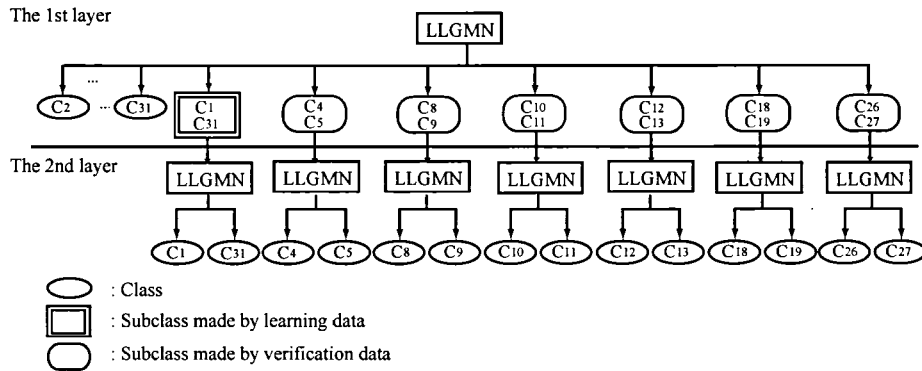 The 1st layer
LLGMN
...
C2 ... C31 C1 C4 C8 C10 C12 C18 C26
C31 C5 C9 C11 C13 C19 C27
The 2nd layer
LLGMN LLGMN LLGMN LLGMN LLGMN LLGMN LLGMN
C1 C31 C4 C5 C8 C9 C10 C11 C12 C13 C18 C19 C26 C27
: Class
: Subclass made by learning data
: Subclass made by verification data